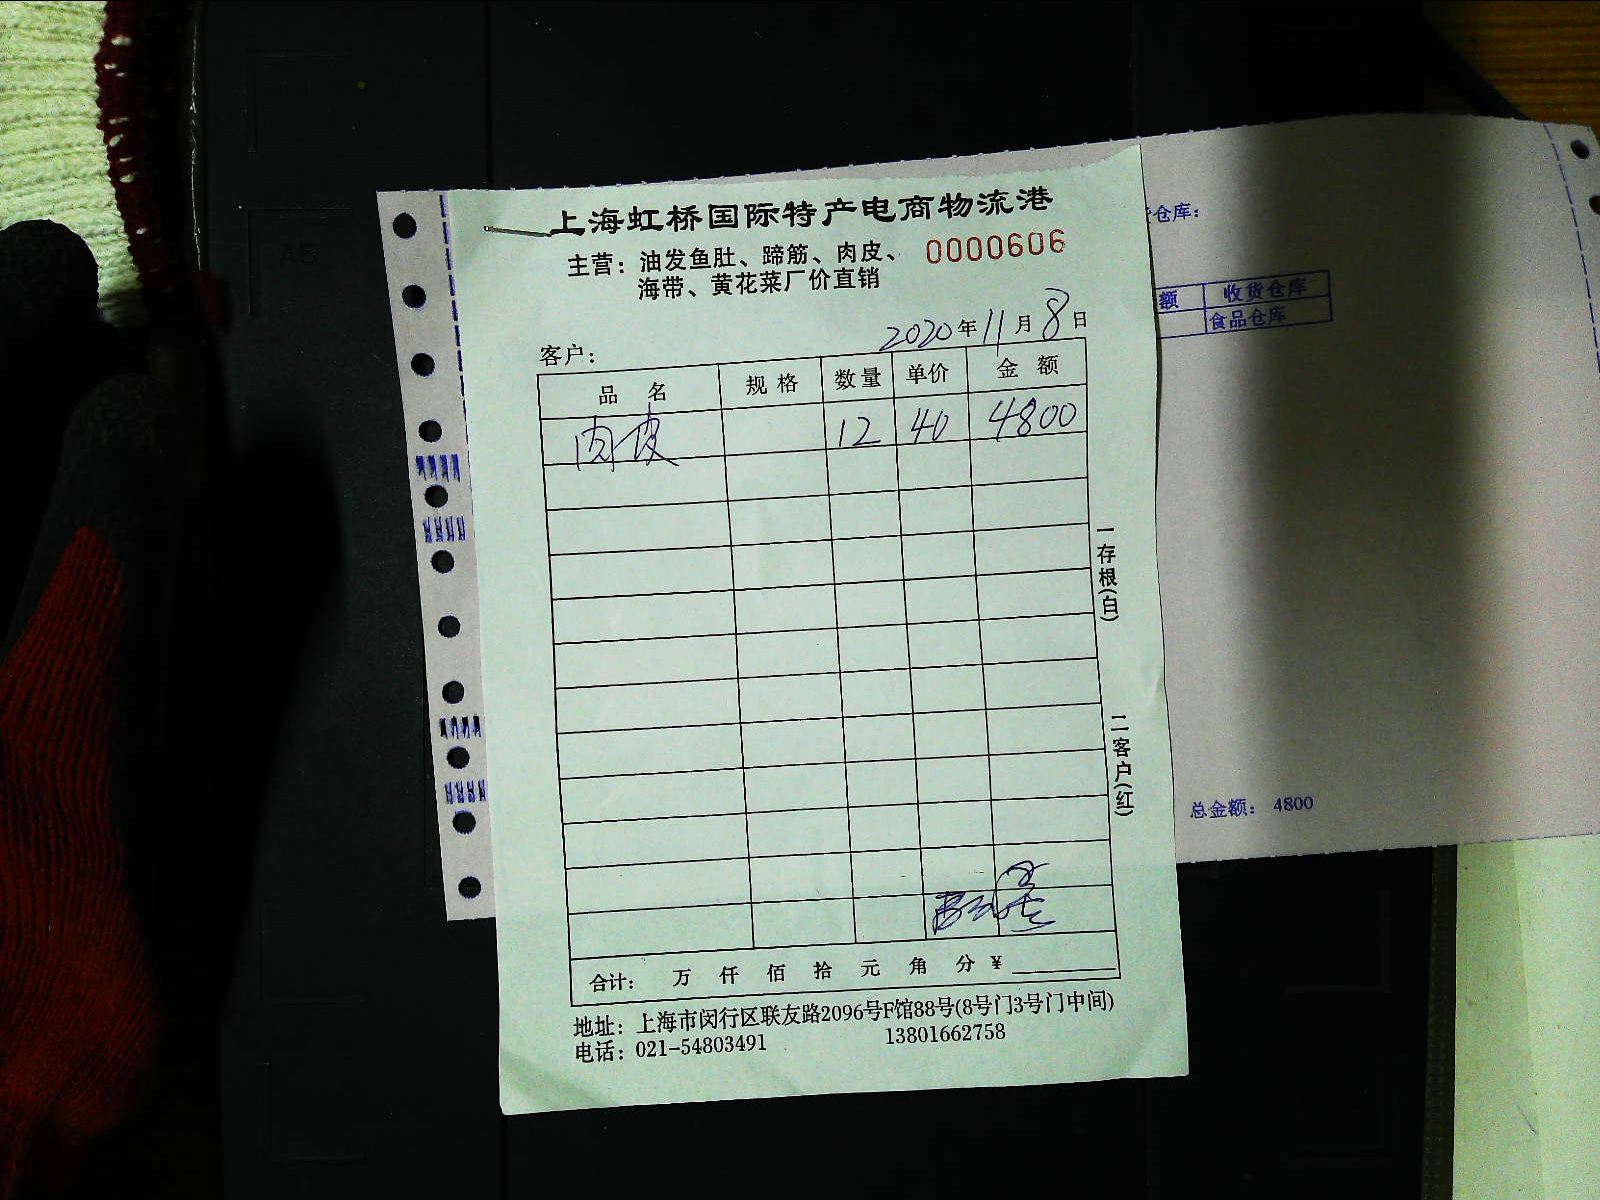 上海虹桥国际特产电商物流港
主营：油发鱼肚、蹄筋、肉皮、 0000606
海带、黄花菜厂价直销
2020年11月8日
客户：
品 名 规 格 数量 单价 金 额
肉皮 12 40 4800
一存根(白)
二客户(红)
合计： 万 仟 佰 拾 元 角 分 ¥
地址：上海市闵行区联友路2096号F馆88号(8号门3号门中间)
电话：021-54803491 13801662758
仓库：
额 收货仓库
食品仓库
总金额： 4800